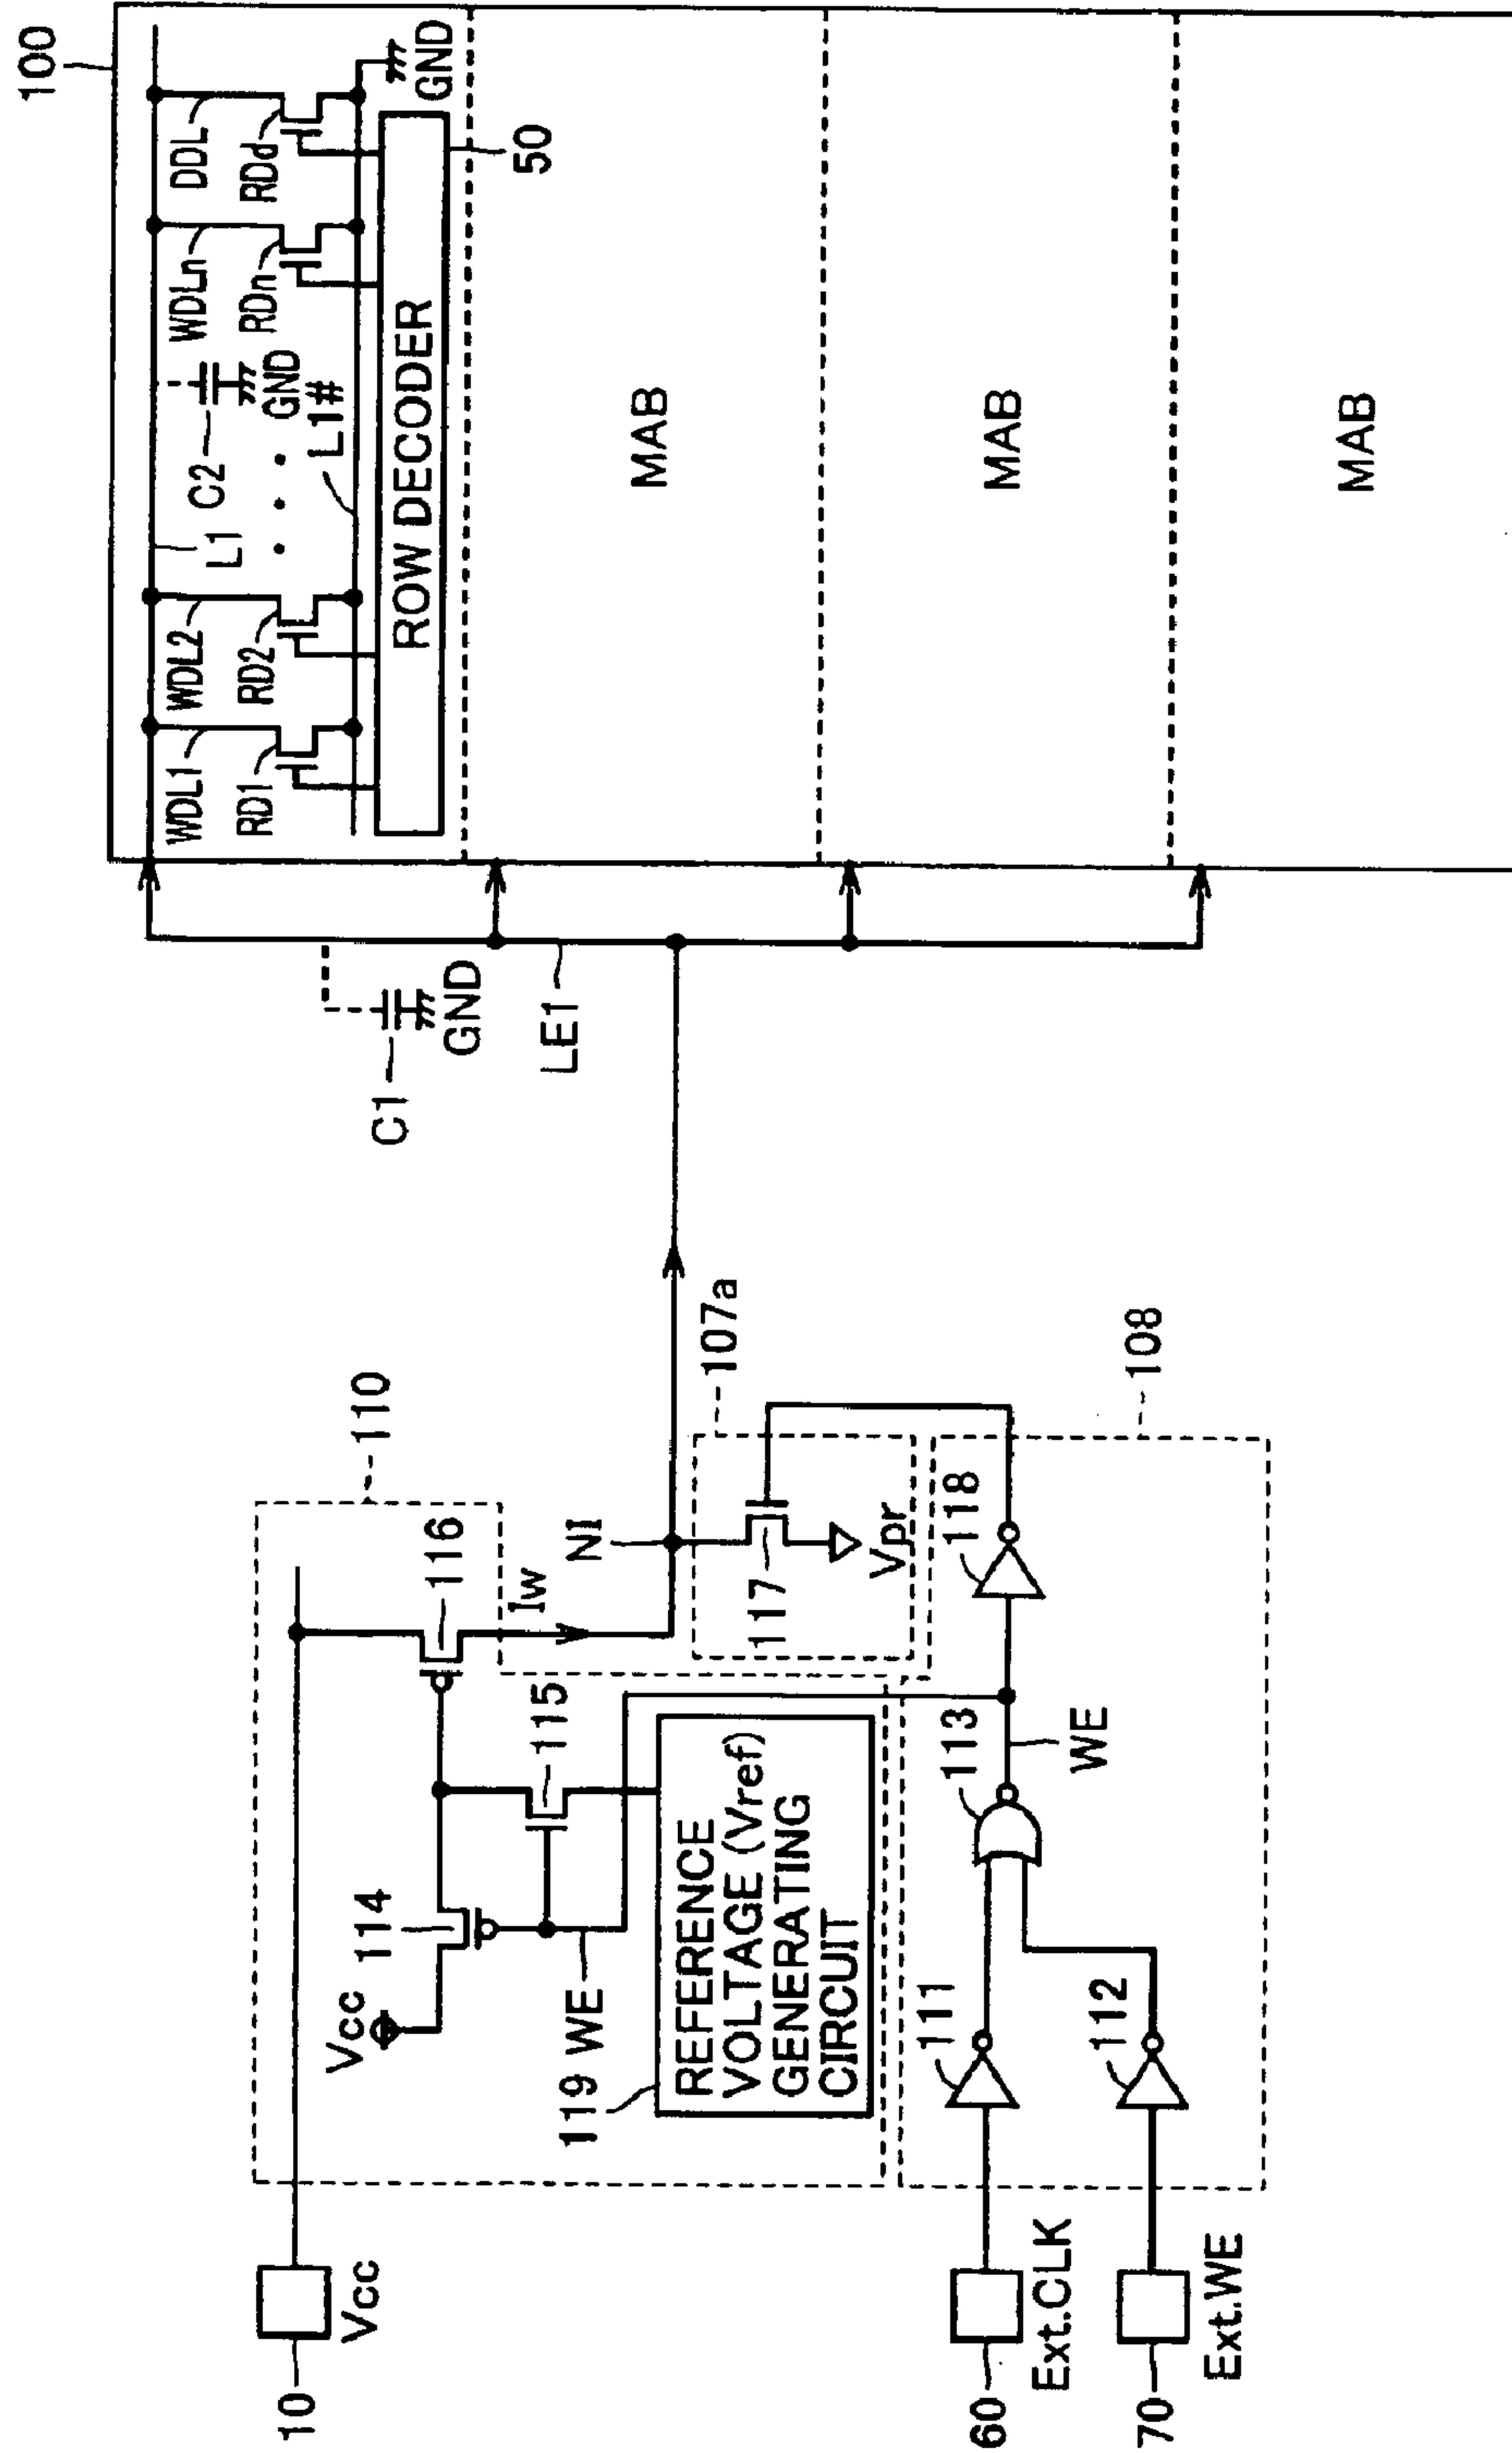 100
WDL1
WDL2
L1
C2
GND
WDLn
DDL
RD1
RD2
L1#
RDn
RDd
GND
ROW DECODER
50
MAB
MAB
MAB
C1
GND
LE1
10
Vcc
110
Vcc
114
116
Iw
NI
115
119
WE
REFERENCE
VOLTAGE (Vref)
GENERATING
CIRCUIT
107a
117
Vpr
108
60
Ext.CLK
111
113
WE
118
70
Ext.WE
112